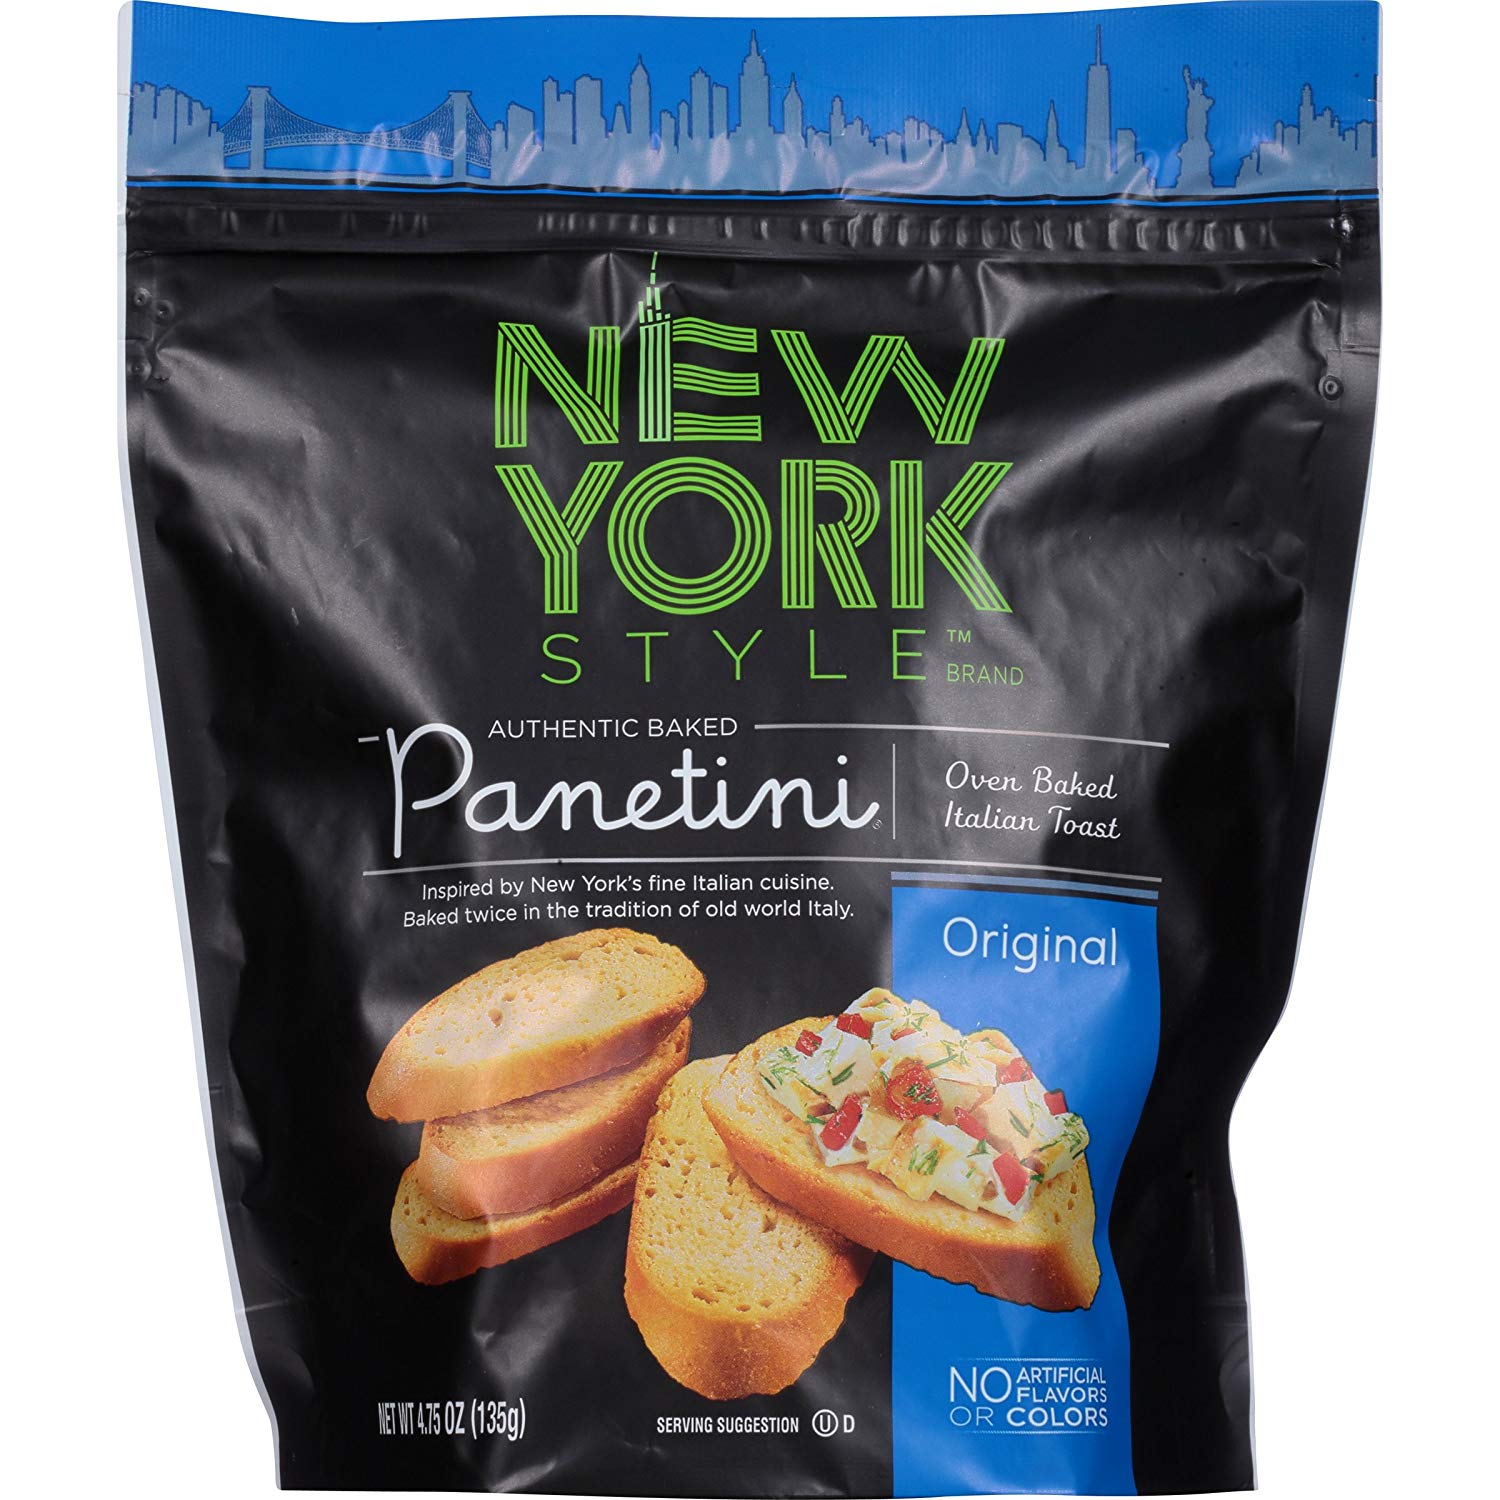 NEW
YORK
STYLE™
BRAND
AUTHENTIC BAKED
Panetini®
Oven Baked
Italian Toast
Inspired by New York's fine Italian cuisine.
Baked twice in the tradition of old world Italy.
Original
NO ARTIFICIAL
FLAVORS
OR COLORS
NET WT 4.75 OZ (135g)
SERVING SUGGESTION Ⓤ D